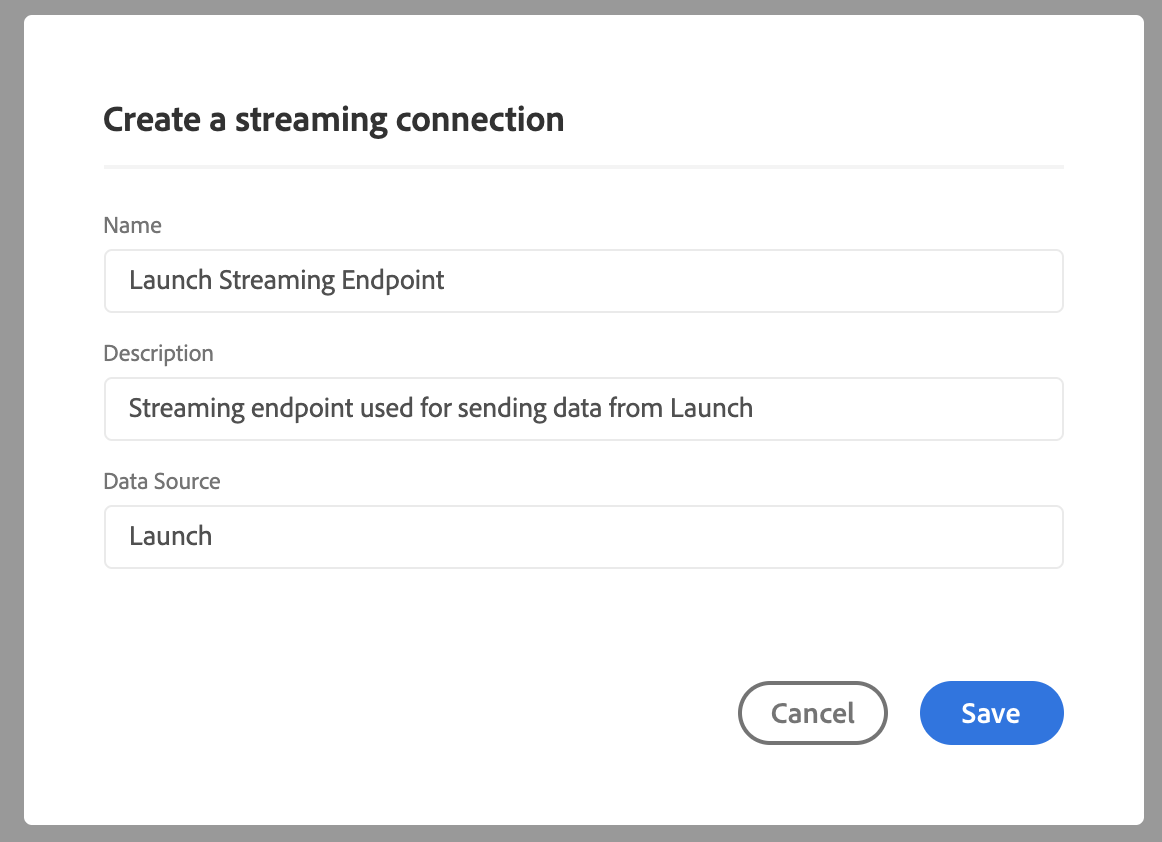 Create a streaming connection
Name
Launch Streaming Endpoint
Description
Streaming endpoint used for sending data from Launch
Data Source
Launch
Cancel
Save